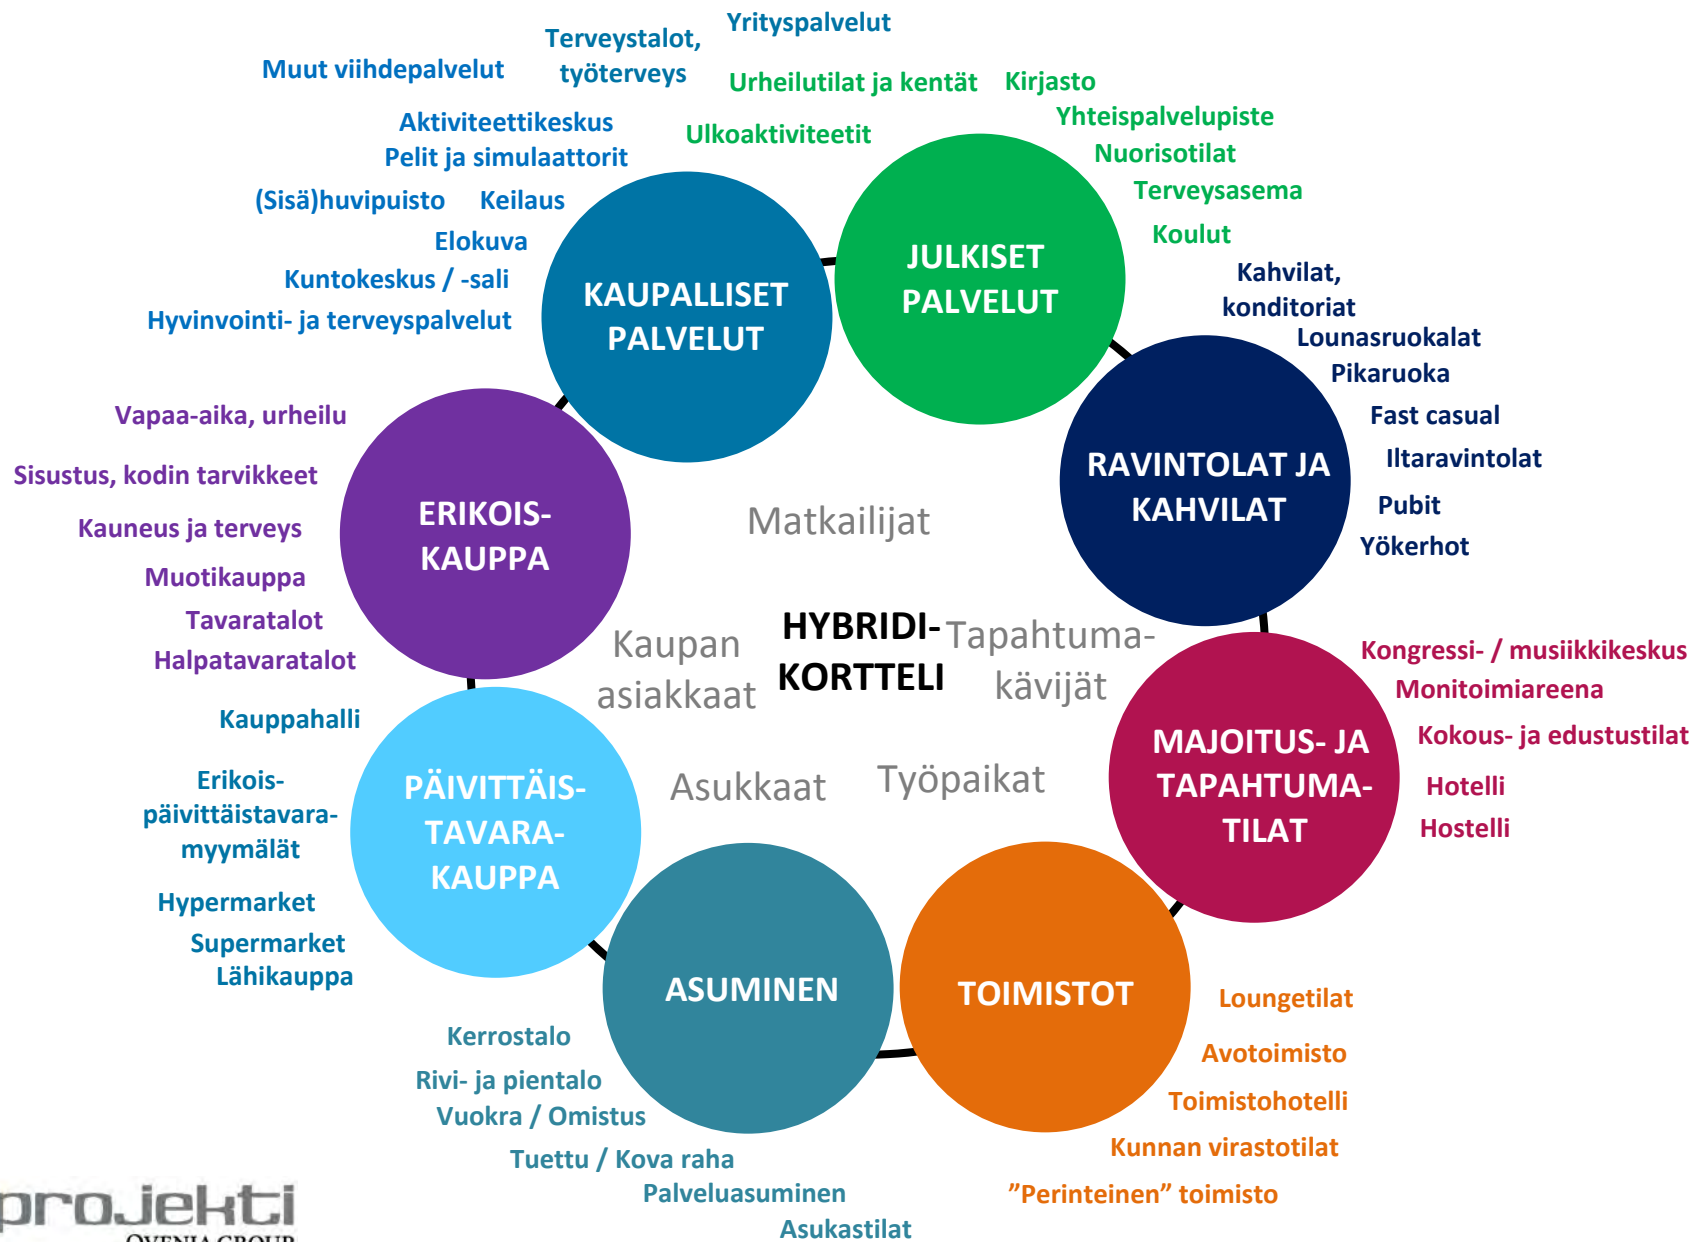 Yrityspalvelut
Terveystalot,
työterveys
Muut viihdepalvelut
Aktiviteettikeskus
Pelit ja simulaattorit
(Sisä)huvipuisto
Keilaus
Elokuva
Kuntokeskus / -sali
Hyvinvointi- ja terveyspalvelut
KAUPALLISET
PALVELUT
Urheilutilat ja kentät
Kirjasto
Ulkoaktiviteetit
Yhteispalvelupiste
Nuorisotilat
Terveysasema
Koulut
JULKISET
PALVELUT
Kahvilat,
konditoriat
Lounasruokalat
Pikaruoka
Fast casual
Iltaravintolat
Pubit
Yökerhot
RAVINTOLAT JA
KAHVILAT
Vapaa-aika, urheilu
Sisustus, kodin tarvikkeet
Kauneus ja terveys
Muotikauppa
Tavaratalot
Halpatavaratalot
ERIKOIS-
KAUPPA
Matkailijat
Kaupan
asiakkaat
HYBRIDI-
KORTTELI
Tapahtuma-
kävijät
Asukkaat
Työpaikat
Kongressi- / musiikkikeskus
Monitoimiareena
Kokous- ja edustustilat
Hotelli
Hostelli
MAJOITUS- JA
TAPAHTUMA-
TILAT
Kauppahalli
Erikois-
päivittäistavara-
myymälät
Hypermarket
Supermarket
Lähikauppa
PÄIVITTÄIS-
TAVARA-
KAUPPA
ASUMINEN
Kerrostalo
Rivi- ja pientalo
Vuokra / Omistus
Tuettu / Kova raha
Palveluasuminen
Asukastilat
TOIMISTOT
Loungetilat
Avotoimisto
Toimistohotelli
Kunnan virastotilat
”Perinteinen” toimisto
projekti
OVENIA GROUP